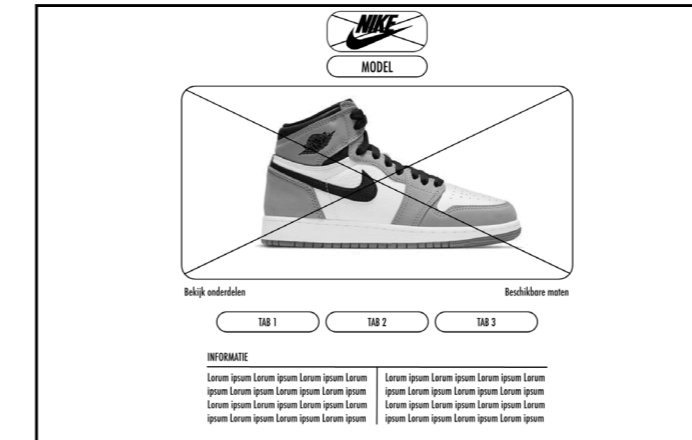 NIKE
MODEL
Bekijk onderdelen
Beschikbare maten
TAB 1
TAB 2
TAB 3
INFORMATIE
Lorum ipsum Lorum ipsum Lorum ipsum Lorum
ipsum Lorum ipsum Lorum ipsum Lorum ipsum
Lorum ipsum Lorum ipsum Lorum ipsum Lorum
ipsum Lorum ipsum Lorum ipsum Lorum ipsum
Lorum ipsum Lorum ipsum Lorum ipsum Lorum
ipsum Lorum ipsum Lorum ipsum Lorum ipsum
Lorum ipsum Lorum ipsum Lorum ipsum Lorum
ipsum Lorum ipsum Lorum ipsum Lorum ipsum